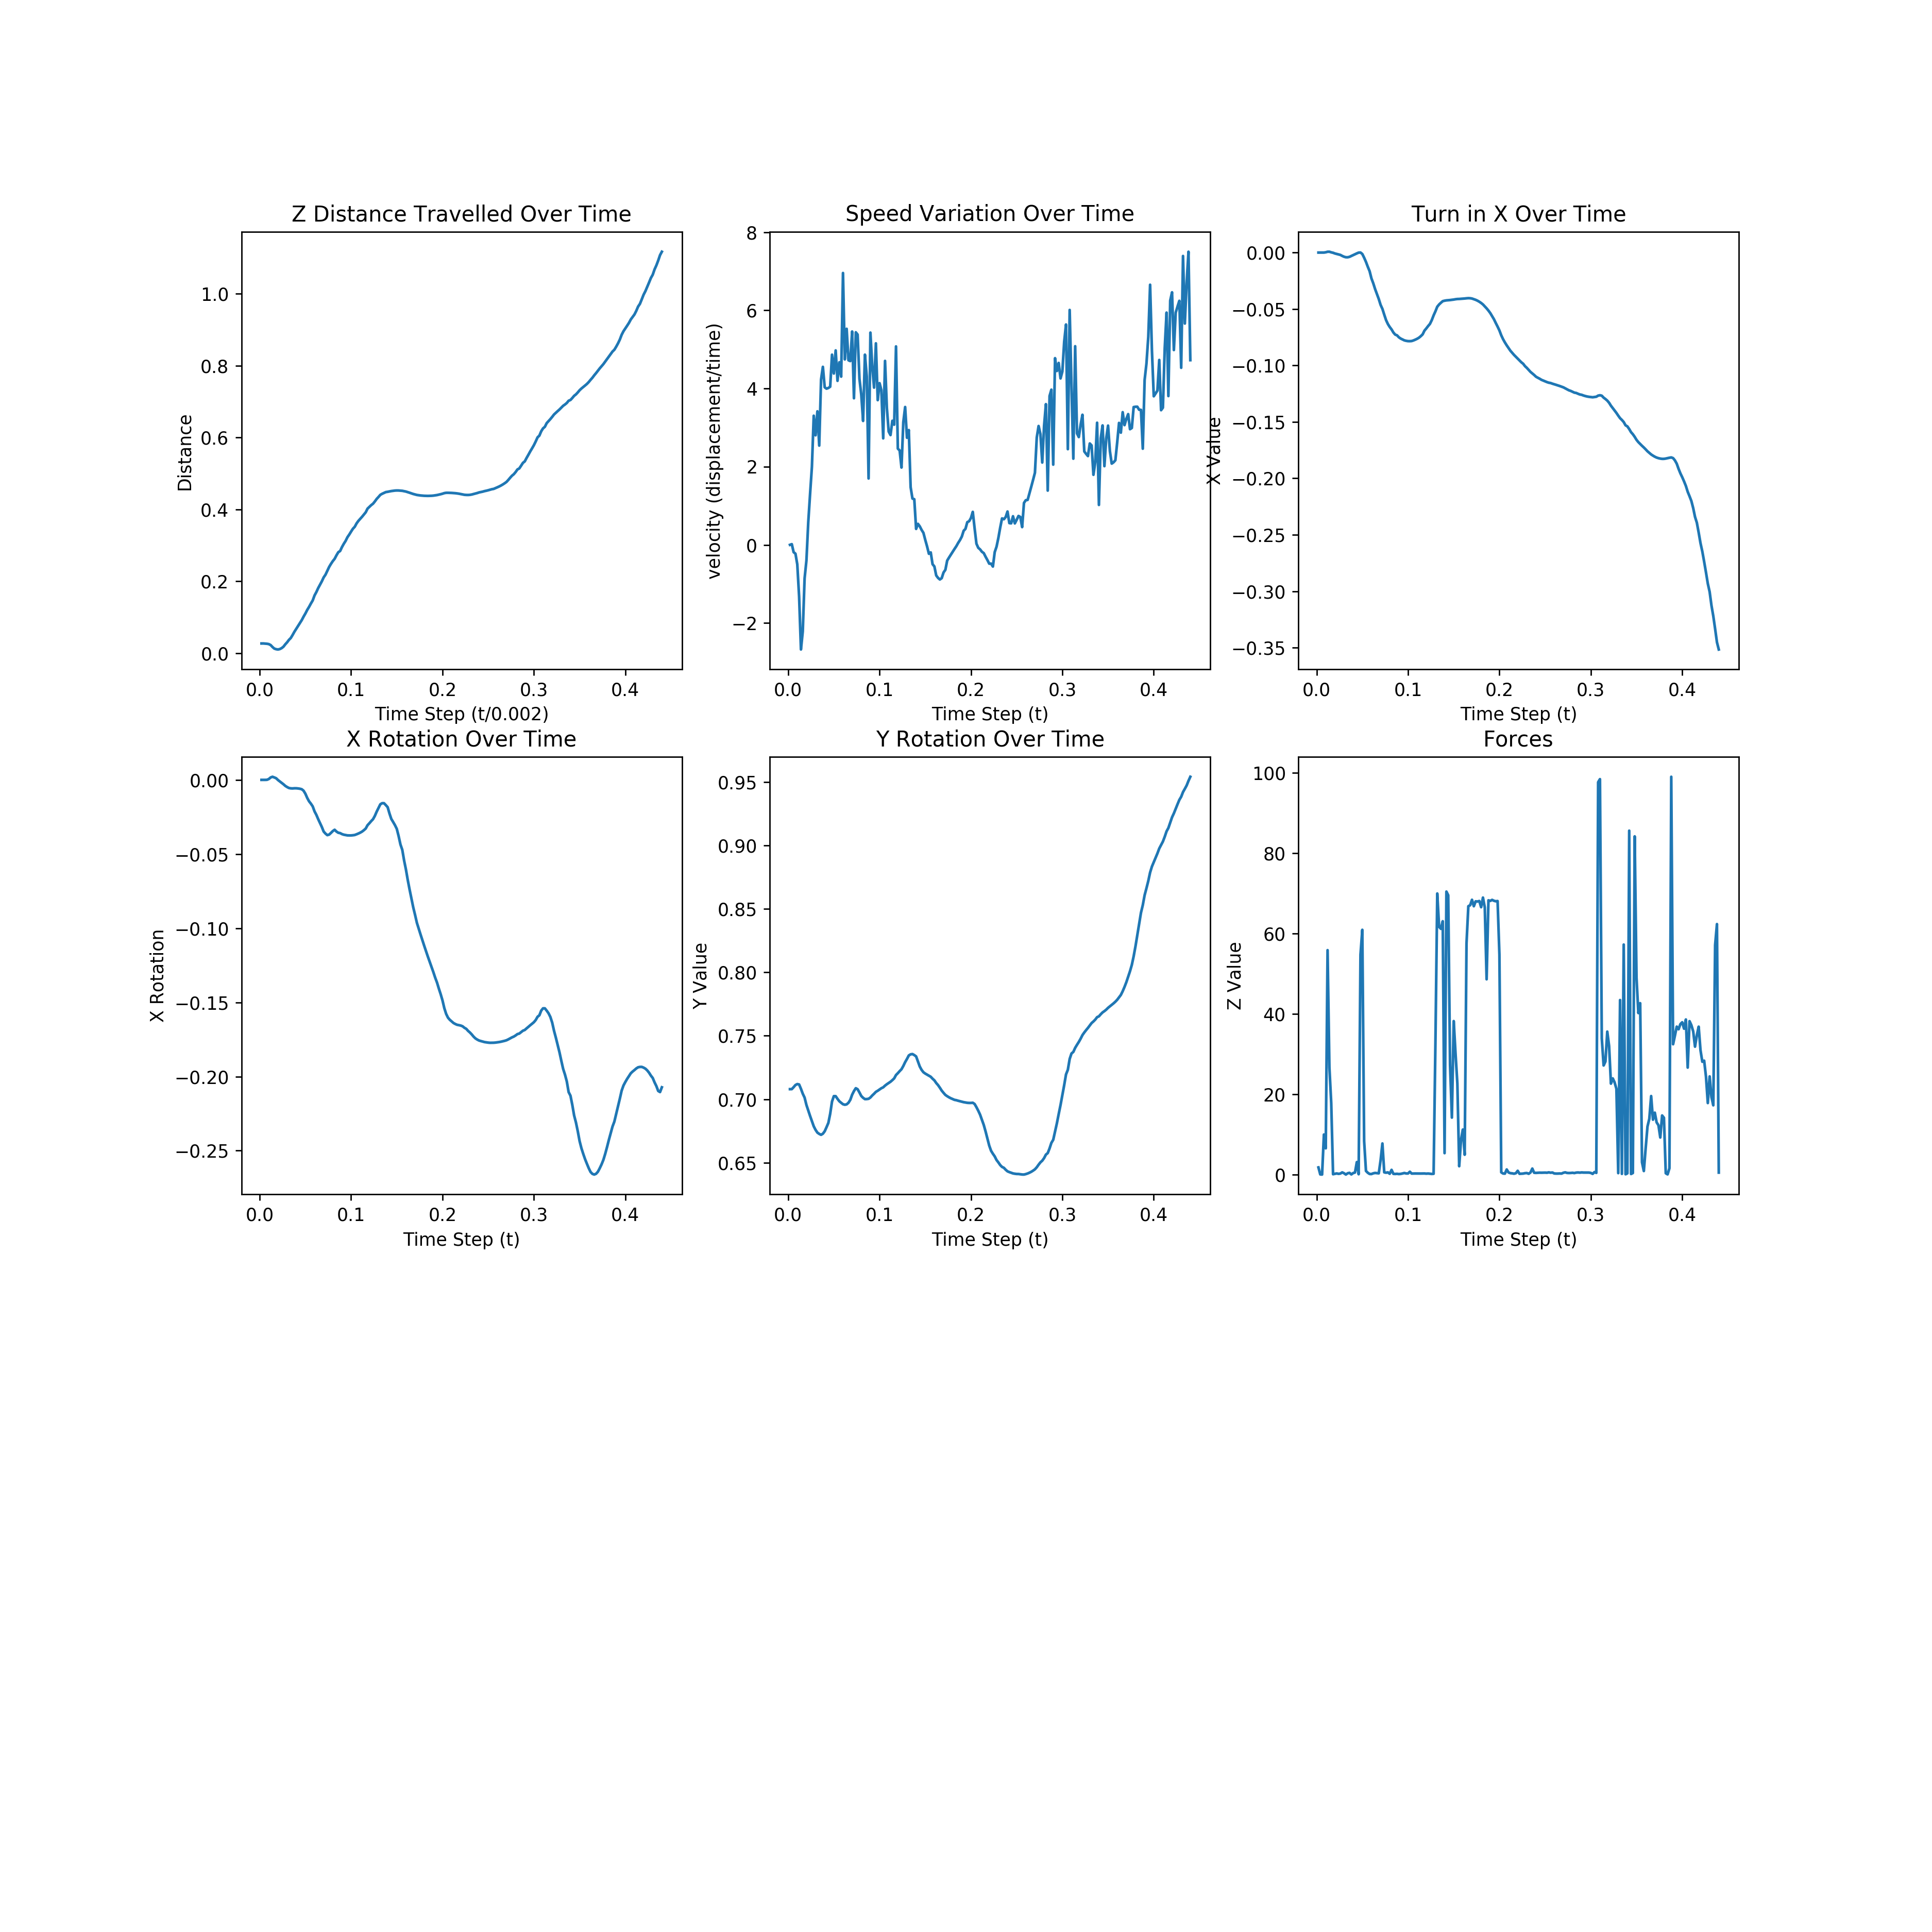 Z Distance Travelled Over Time
Distance
1.0
0.8
0.6
0.4
0.2
0.0
0.0 0.1 0.2 0.3 0.4
Time Step (t/0.002)
Speed Variation Over Time
velocity (displacement/time)
8
6
4
2
0
−2
0.0 0.1 0.2 0.3 0.4
Time Step (t)
Turn in X Over Time
X Value
0.00
−0.05
−0.10
−0.15
−0.20
−0.25
−0.30
−0.35
0.0 0.1 0.2 0.3 0.4
Time Step (t)
X Rotation Over Time
X Rotation
0.00
−0.05
−0.10
−0.15
−0.20
−0.25
0.0 0.1 0.2 0.3 0.4
Time Step (t)
Y Rotation Over Time
Y Value
0.95
0.90
0.85
0.80
0.75
0.70
0.65
0.0 0.1 0.2 0.3 0.4
Time Step (t)
Forces
Z Value
100
80
60
40
20
0
0.0 0.1 0.2 0.3 0.4
Time Step (t)